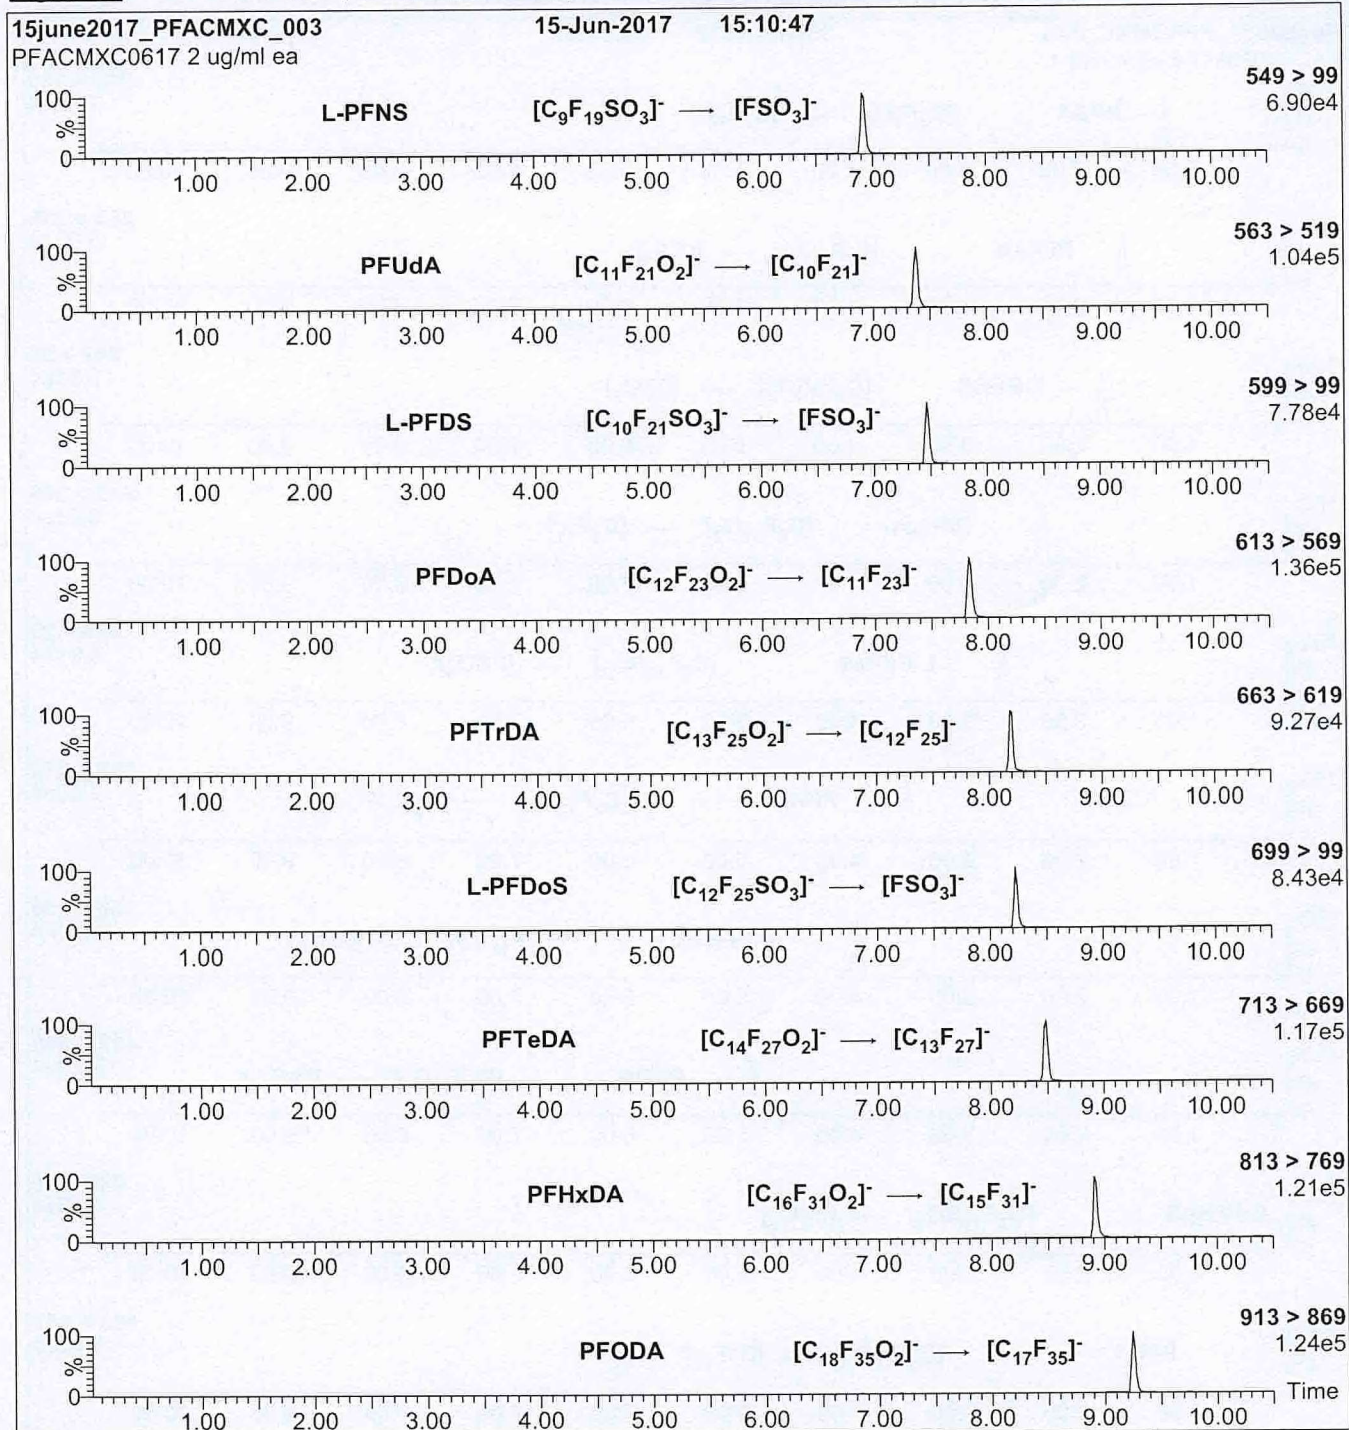 15june2017_PFACMXC_003 15-Jun-2017 15:10:47
PFACMXC0617 2 ug/ml ea
549 > 99
6.90e4
L-PFNS [C9F19SO3]- → [FSO3]-
100
%
0
1.00 2.00 3.00 4.00 5.00 6.00 7.00 8.00 9.00 10.00
563 > 519
1.04e5
PFUdA [C11F21O2]- → [C10F21]-
100
%
0
1.00 2.00 3.00 4.00 5.00 6.00 7.00 8.00 9.00 10.00
599 > 99
7.78e4
L-PFDS [C10F21SO3]- → [FSO3]-
100
%
0
1.00 2.00 3.00 4.00 5.00 6.00 7.00 8.00 9.00 10.00
613 > 569
1.36e5
PFDoA [C12F23O2]- → [C11F23]-
100
%
0
1.00 2.00 3.00 4.00 5.00 6.00 7.00 8.00 9.00 10.00
663 > 619
9.27e4
PFTrDA [C13F25O2]- → [C12F25]-
100
%
0
1.00 2.00 3.00 4.00 5.00 6.00 7.00 8.00 9.00 10.00
699 > 99
8.43e4
L-PFDoS [C12F25SO3]- → [FSO3]-
100
%
0
1.00 2.00 3.00 4.00 5.00 6.00 7.00 8.00 9.00 10.00
713 > 669
1.17e5
PFTeDA [C14F27O2]- → [C13F27]-
100
%
0
1.00 2.00 3.00 4.00 5.00 6.00 7.00 8.00 9.00 10.00
813 > 769
1.21e5
PFHxDA [C16F31O2]- → [C15F31]-
100
%
0
1.00 2.00 3.00 4.00 5.00 6.00 7.00 8.00 9.00 10.00
913 > 869
1.24e5
PFODA [C18F35O2]- → [C17F35]-
100
%
0
Time
1.00 2.00 3.00 4.00 5.00 6.00 7.00 8.00 9.00 10.00